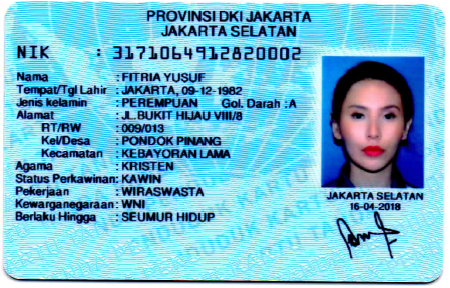 PROVINSI DKI JAKARTA
JAKARTA SELATAN
NIK : 3171064912820002
Nama : FITRIA YUSUF
Tempat/Tgl Lahir : JAKARTA, 09-12-1982
Jenis kelamin : PEREMPUAN Gol. Darah : A
Alamat : JL.BUKIT HIJAU VIII/8
RT/RW : 009/013
Kel/Desa : PONDOK PINANG
Kecamatan : KEBAYORAN LAMA
Agama : KRISTEN
Status Perkawinan: KAWIN
Pekerjaan : WIRASWASTA
Kewarganegaraan: WNI
Berlaku Hingga : SEUMUR HIDUP
JAKARTA SELATAN
16-04-2018